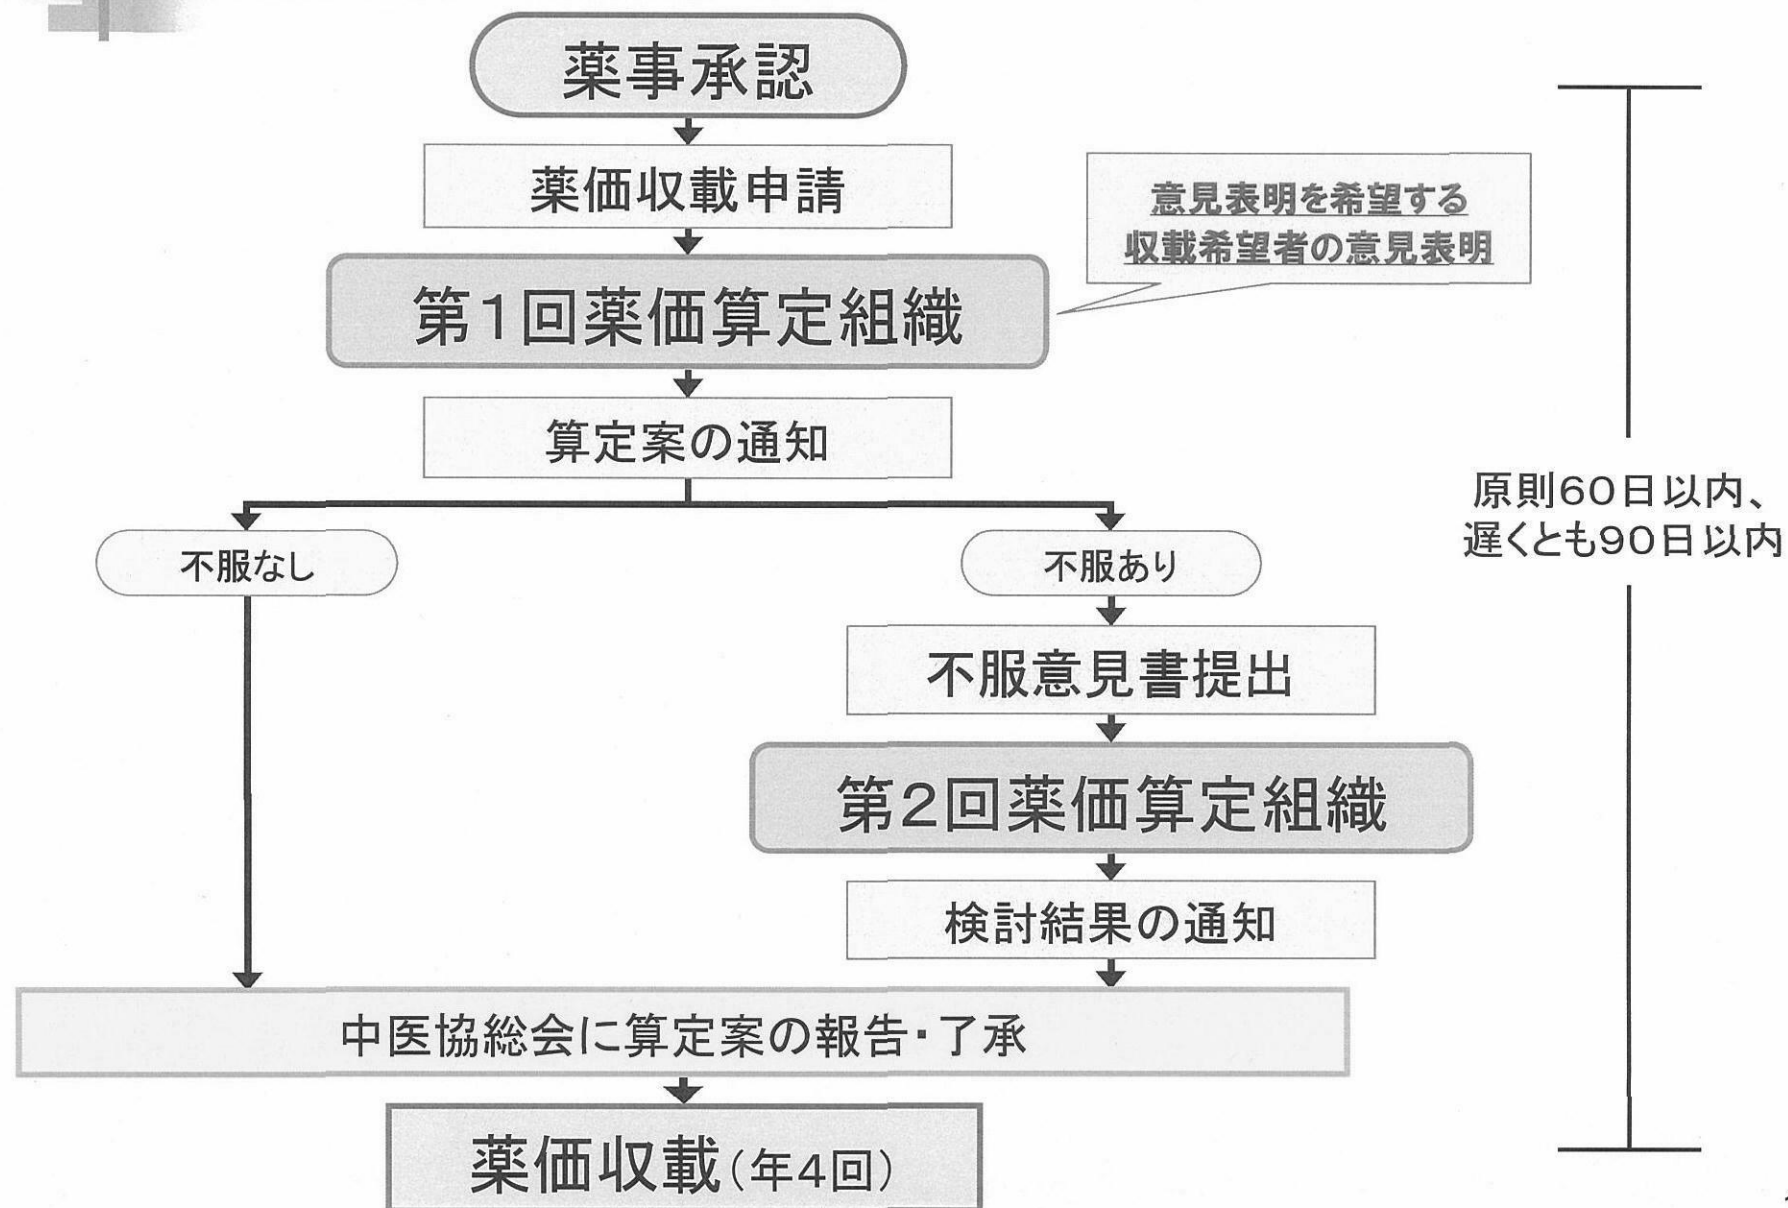 薬事承認
薬価収載申請
意見表明を希望する
収載希望者の意見表明
第1回薬価算定組織
算定案の通知
原則60日以内、
遅くとも90日以内
不服なし
不服あり
不服意見書提出
第2回薬価算定組織
検討結果の通知
中医協総会に算定案の報告・了承
薬価収載(年4回)